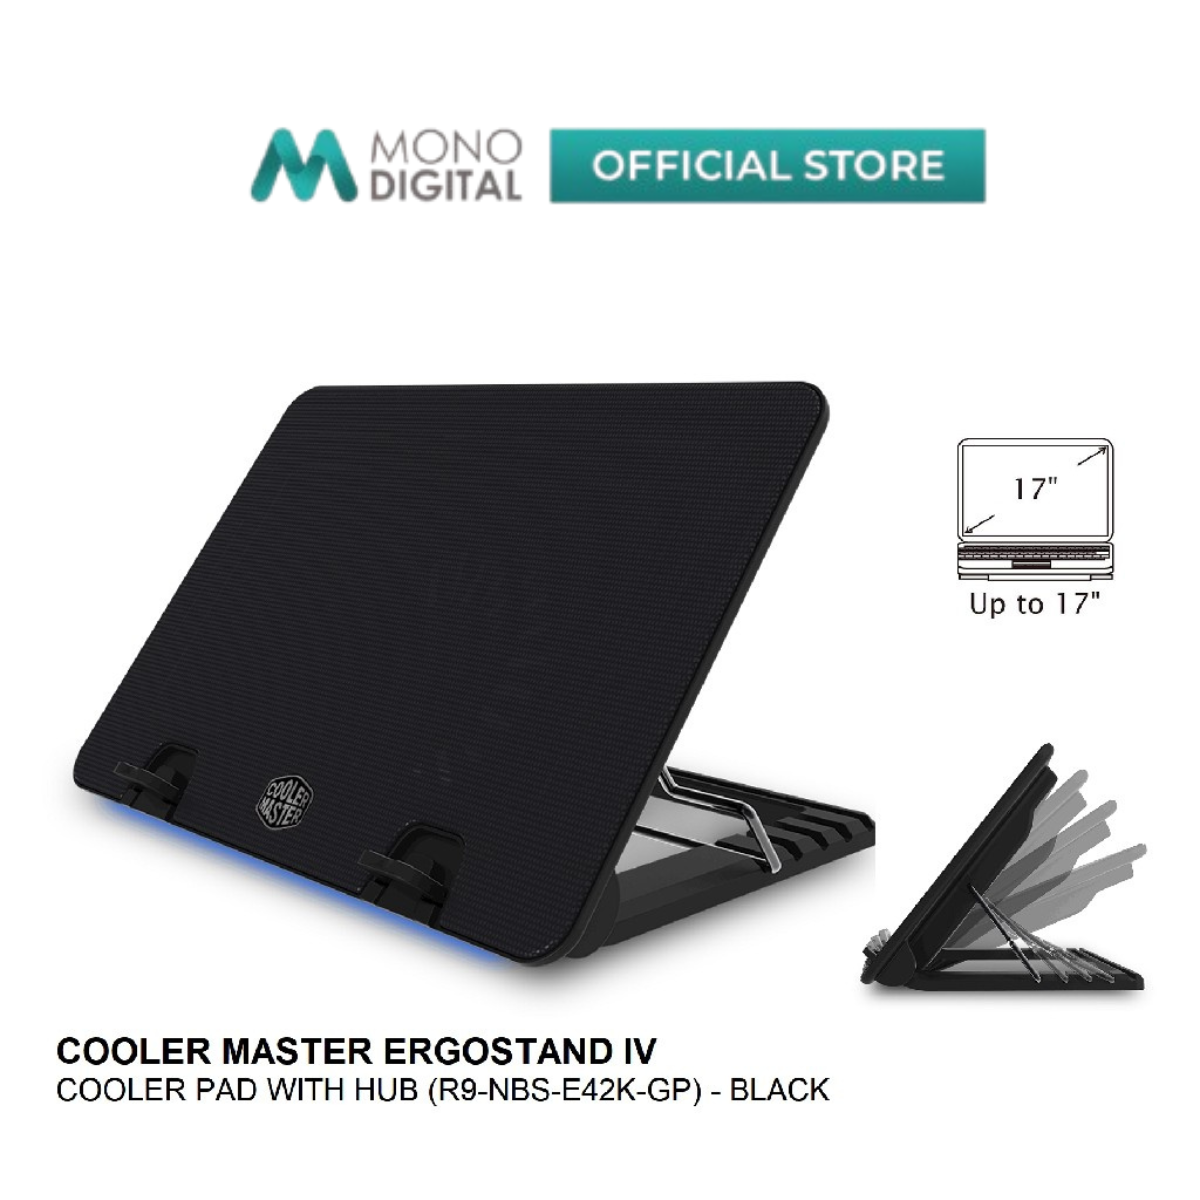 MONO
DIGITAL
OFFICIAL STORE
17"
Up to 17"
COOLER
MASTER
COOLER MASTER ERGOSTAND IV
COOLER PAD WITH HUB (R9-NBS-E42K-GP) - BLACK